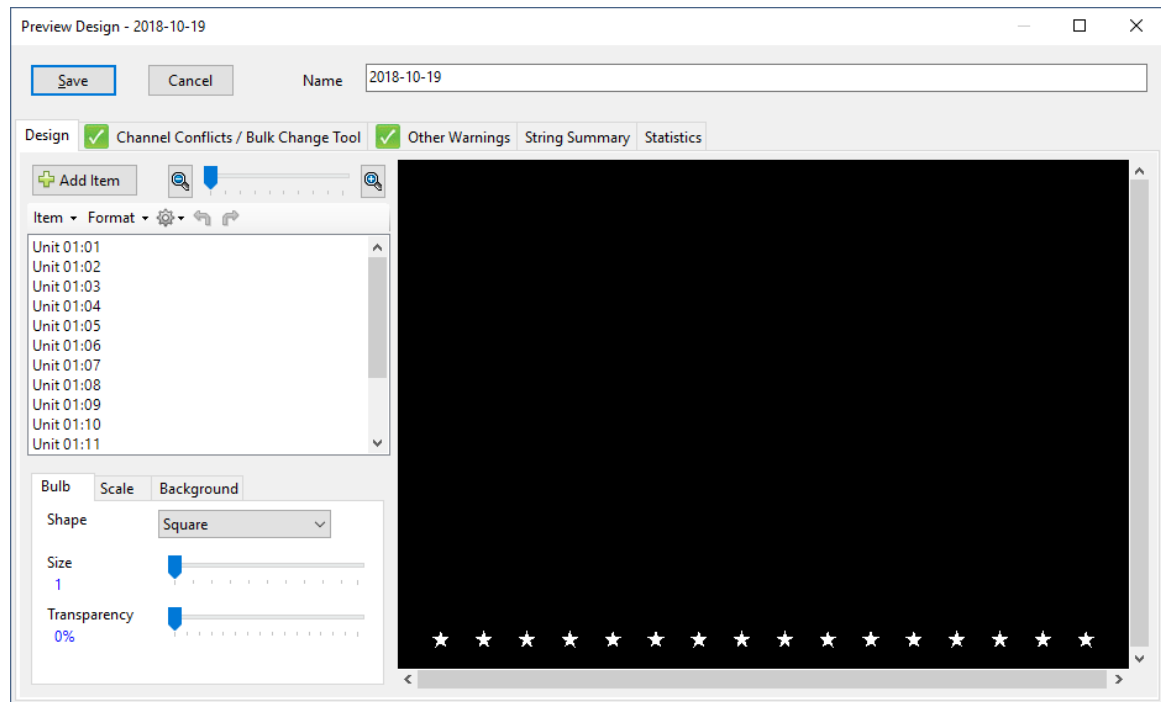 Preview Design - 2018-10-19
Save Cancel Name 2018-10-19
Design Channel Conflicts / Bulk Change Tool Other Warnings String Summary Statistics
Add Item
Item Format
Unit 01:01
Unit 01:02
Unit 01:03
Unit 01:04
Unit 01:05
Unit 01:06
Unit 01:07
Unit 01:08
Unit 01:09
Unit 01:10
Unit 01:11
Bulb Scale Background
Shape Square
Size
1
Transparency
0%